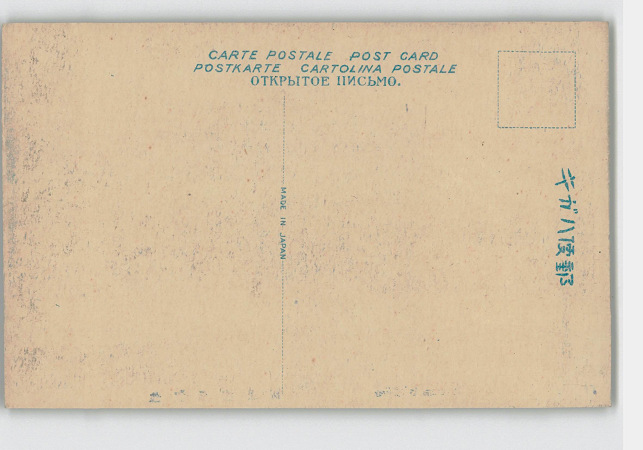 CARTE POSTALE POST CARD
POSTKARTE CARTOLINA POSTALE
ОТКРЫТОЕ ПИСЬМО.
MADE IN JAPAN
郵便ハガキ